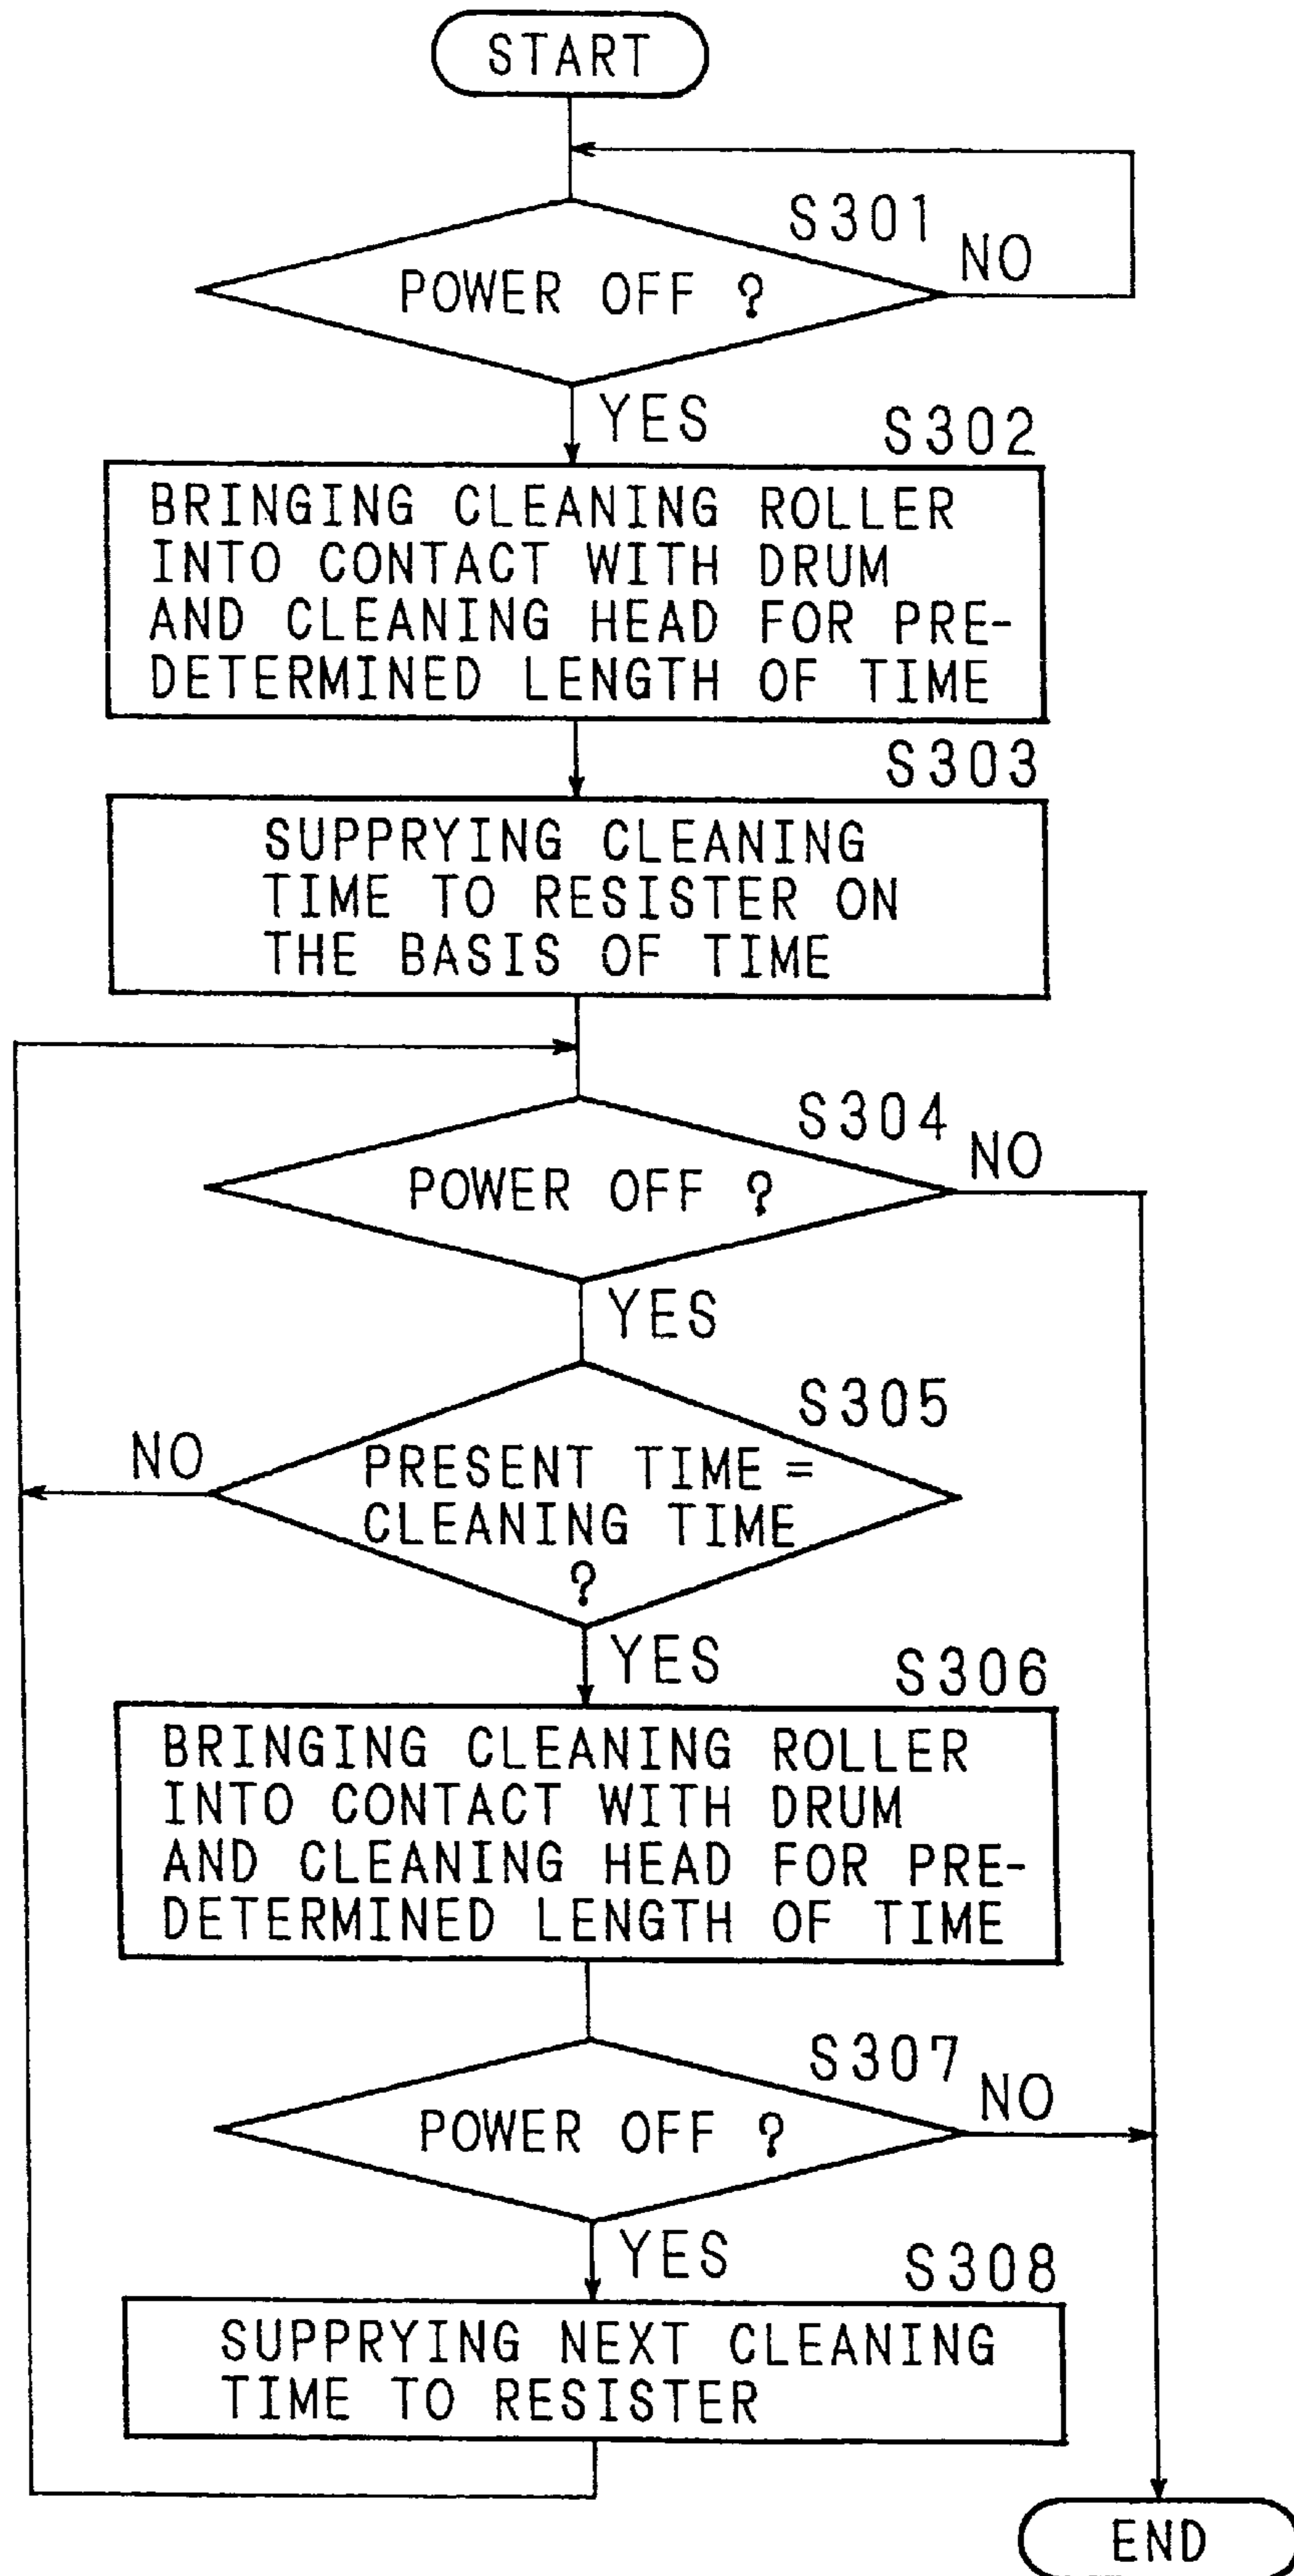 START
S301
NO
POWER OFF ?
YES
S302
BRINGING CLEANING ROLLER
INTO CONTACT WITH DRUM
AND CLEANING HEAD FOR PRE-
DETERMINED LENGTH OF TIME
S303
SUPPRYING CLEANING
TIME TO RESISTER ON
THE BASIS OF TIME
S304
NO
POWER OFF ?
YES
S305
NO
PRESENT TIME =
CLEANING TIME
?
YES
S306
BRINGING CLEANING ROLLER
INTO CONTACT WITH DRUM
AND CLEANING HEAD FOR PRE-
DETERMINED LENGTH OF TIME
S307
NO
POWER OFF ?
YES
S308
SUPPRYING NEXT CLEANING
TIME TO RESISTER
END